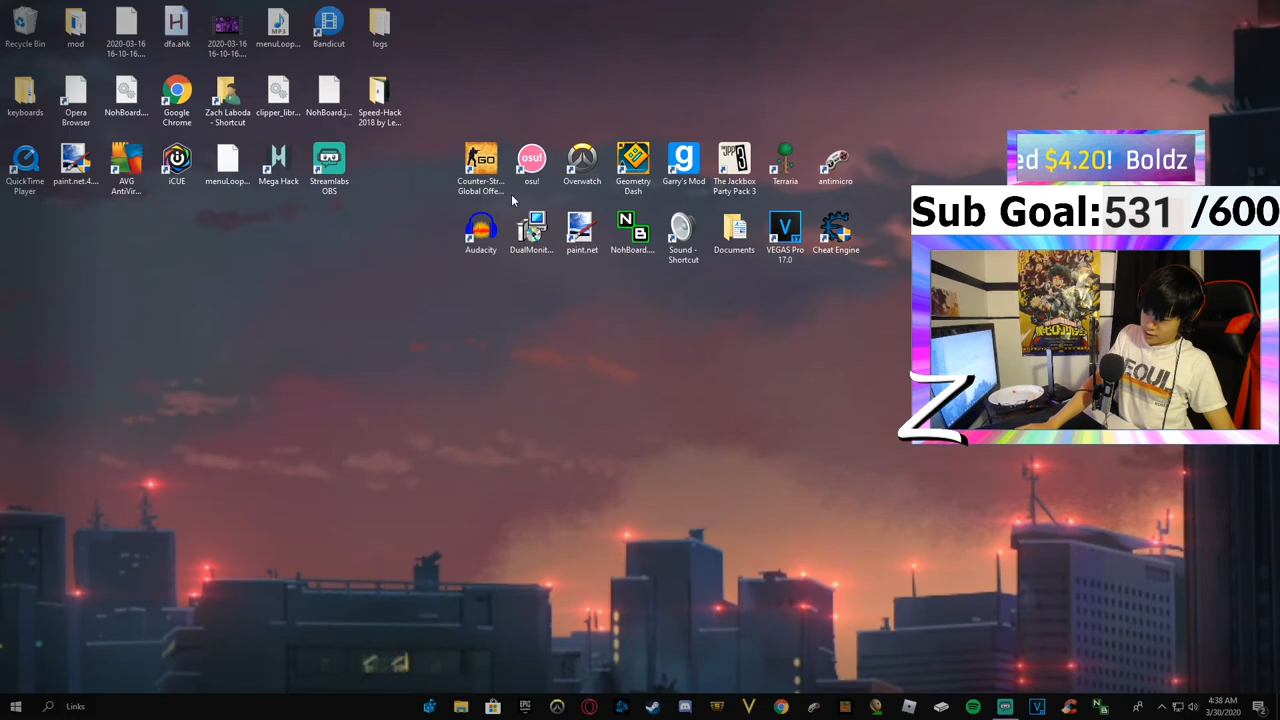 Recycle Bin
mod
2020-03-16
16-10-16....
dfa.ahk
2020-03-16
16-10-16....
menuLoop...
Bandicut
logs
keyboards
Opera
Browser
NohBoard....
Google
Chrome
Zach Laboda
- Shortcut
clipper_libr...
NohBoard.j...
Speed-Hack
2018 by Le...
QuickTime
Player
paint.net.4....
AVG
AntiVir...
iCUE
menuLoop...
Mega Hack
Streamlabs
OBS
GO
Counter-Str...
Global Offe...
osu!
osu!
Overwatch
Geometry
Dash
g
Garry's Mod
The Jackbox
Party Pack 3
Terraria
antimicro
Audacity
DualMonit...
paint.net
N
B
NohBoard....
Sound -
Shortcut
Documents
V
17
VEGAS Pro
17.0
Cheat Engine
ed $4.20! Boldz
Sub Goal:531 /600
SEOUL
Z
Links
4:38 AM
3/30/2020